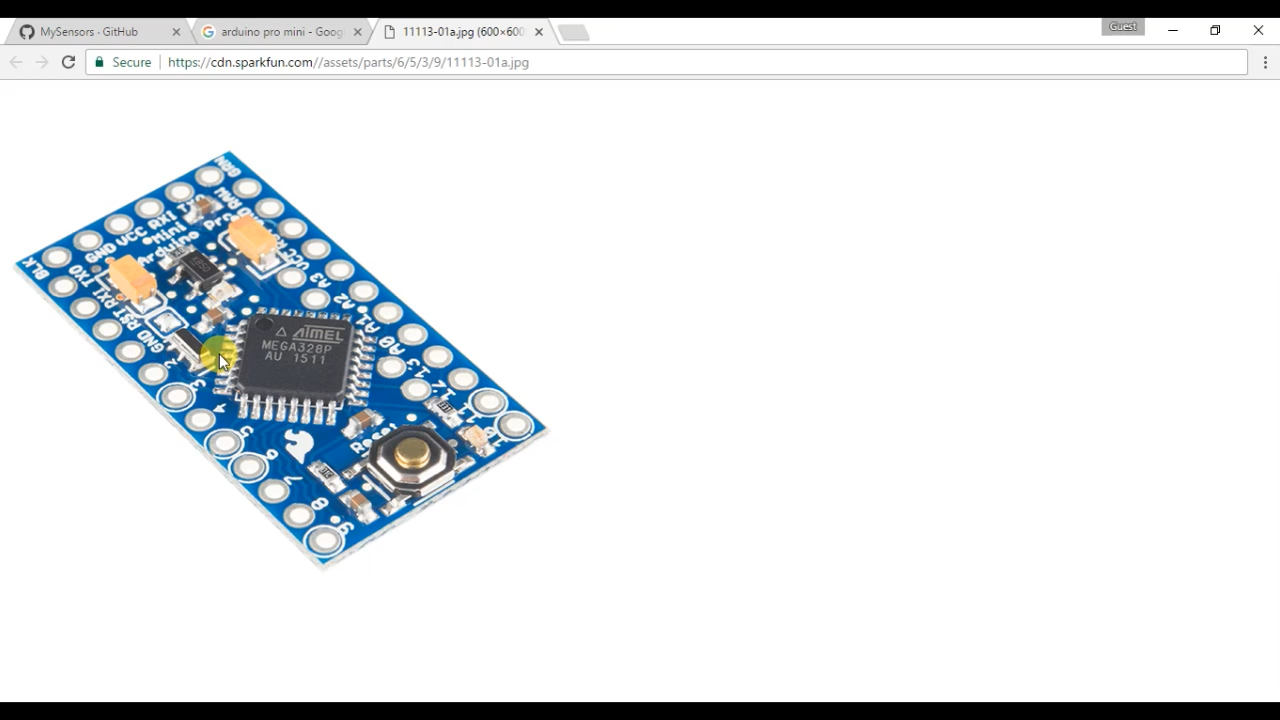 MySensors · GitHub
arduino pro mini - Goog
11113-01a.jpg (600×600
Guest
Secure
https://cdn.sparkfun.com//assets/parts/6/5/3/9/11113-01a.jpg
GRN
TXO
RXI
VCC
GND
BLK
RAW
VCC
A3
A2
A1
A0
13
12
11
10
Arduino
Pro
Mini
TXO
RXI
GND
2
3
4
5
6
7
8
9
ATMEL
MEGA328P
AU 1511
Reset